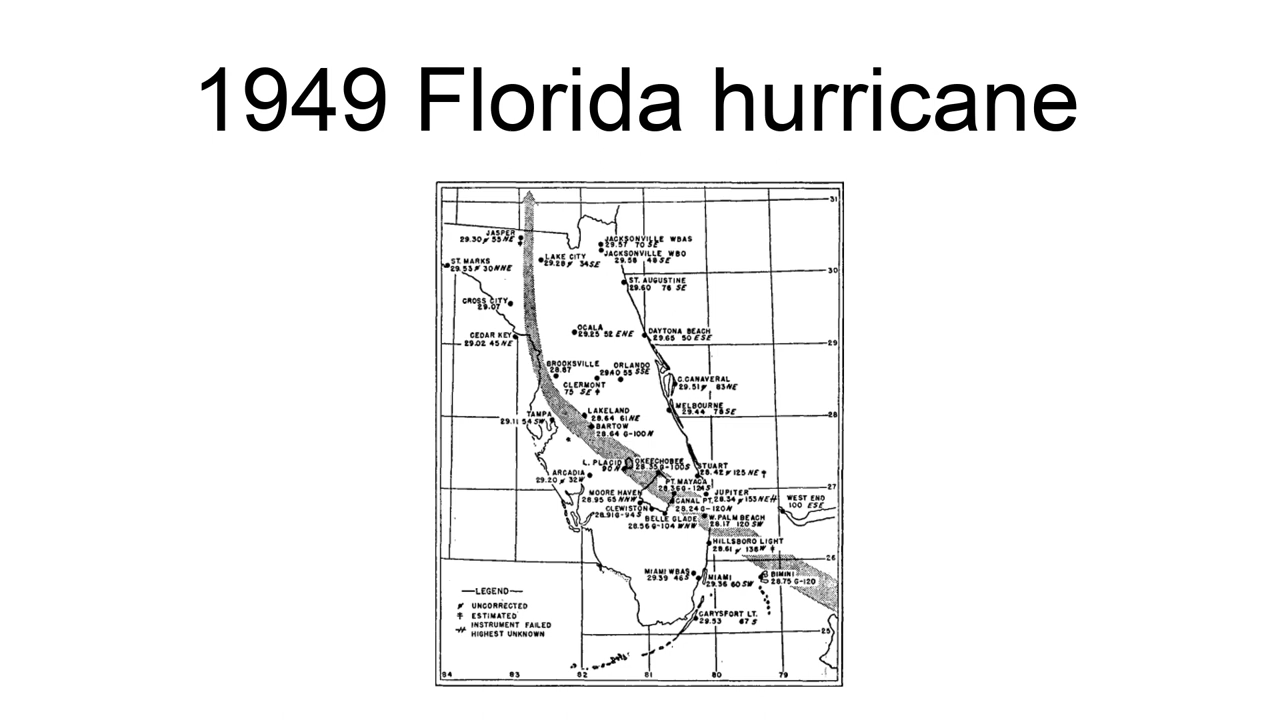 1949 Florida hurricane
31
JASPER
29.30 55 NE
JACKSONVILLE WBAS
29.57 70 SE
JACKSONVILLE WBO
29.58 48 SE
ST. MARKS
29.53 30 NNE
LAKE CITY
29.28 34 SE
30
ST. AUGUSTINE
29.60 78 SE
CROSS CITY
29.07
OCALA
29.25 52 ENE
DAYTONA BEACH
29.65 50 ESE
CEDAR KEY
29.02 45 NE
29
BROOKSVILLE
28.87
ORLANDO
29.40 55 SSE
CLERMONT
75 SE
C. CANAVERAL
29.51 83 NE
MELBOURNE
29.44 78 SE
28
TAMPA
29.11 54 SW
LAKELAND
28.64 61 NE
BARTOW
28.64 G-100 N
L. PLACID
90 N
OKEECHOBEE
28.35 G-100 S
STUART
28.42 125 NE
ARCADIA
29.20 32 W
PT. MAYACA
28.36 G-124 S
27
MOORE HAVEN
28.95 65 NNW
JUPITER
28.34 153 NE
CANAL PT.
28.24 G-120 N
WEST END
100 ESE
CLEWISTON
28.91 G-94 S
BELLE GLADE
28.56 G-104 WNW
W. PALM BEACH
28.17 120 SW
HILLSBORO LIGHT
28.61 138 W
26
MIAMI WBAS
29.39 46 S
MIAMI
29.36 60 SW
BIMINI
28.75 G-120
CARYSFORT LT.
29.53 67 S
25
LEGEND
UNCORRECTED
ESTIMATED
INSTRUMENT FAILED
HIGHEST UNKNOWN
84 83 82 81 80 79